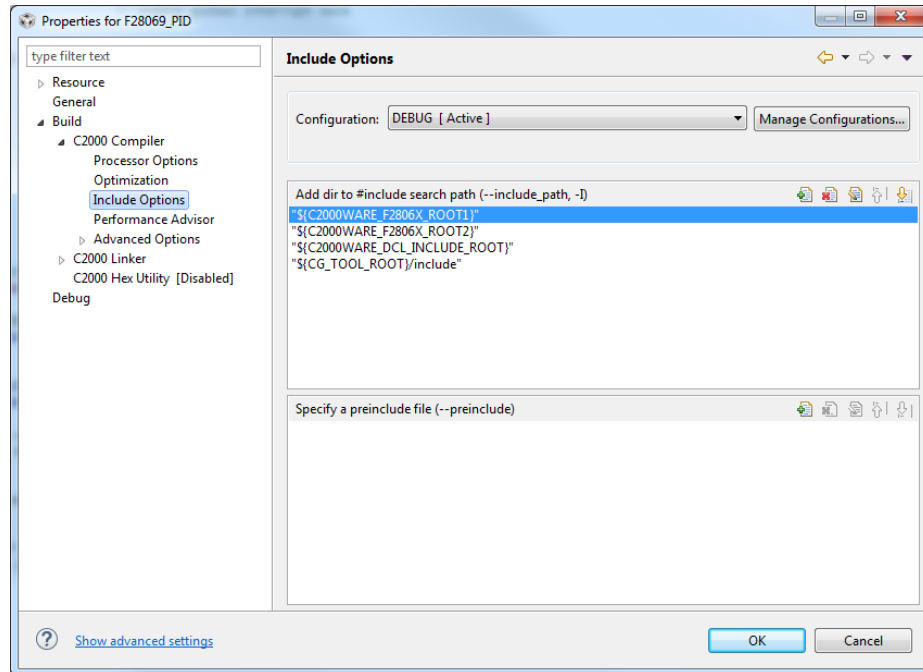 Properties for F28069_PID
type filter text
Resource
General
Build
C2000 Compiler
Processor Options
Optimization
Include Options
Performance Advisor
Advanced Options
C2000 Linker
C2000 Hex Utility [Disabled]
Debug
Include Options
Configuration: DEBUG [ Active ] Manage Configurations...
Add dir to #include search path (--include_path, -I)
"${C2000WARE_F2806X_ROOT1}"
"${C2000WARE_F2806X_ROOT2}"
"${C2000WARE_DCL_INCLUDE_ROOT}"
"${CG_TOOL_ROOT}/include"
Specify a preinclude file (--preinclude)
Show advanced settings
OK Cancel